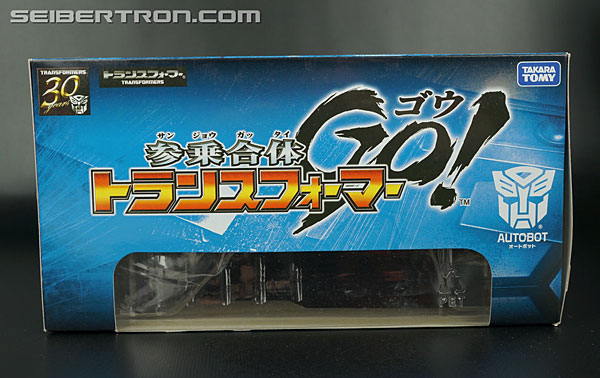 SEIBERTRON.COM
TRANSFORMERS
30
years
トランスフォーマー
TRANSFORMERS
TAKARA
TOMY
サン ジョウ ガッ タイ
参乗合体
ゴウ
GO!
トランスフォーマー
TM
AUTOBOT
オートボット
PET